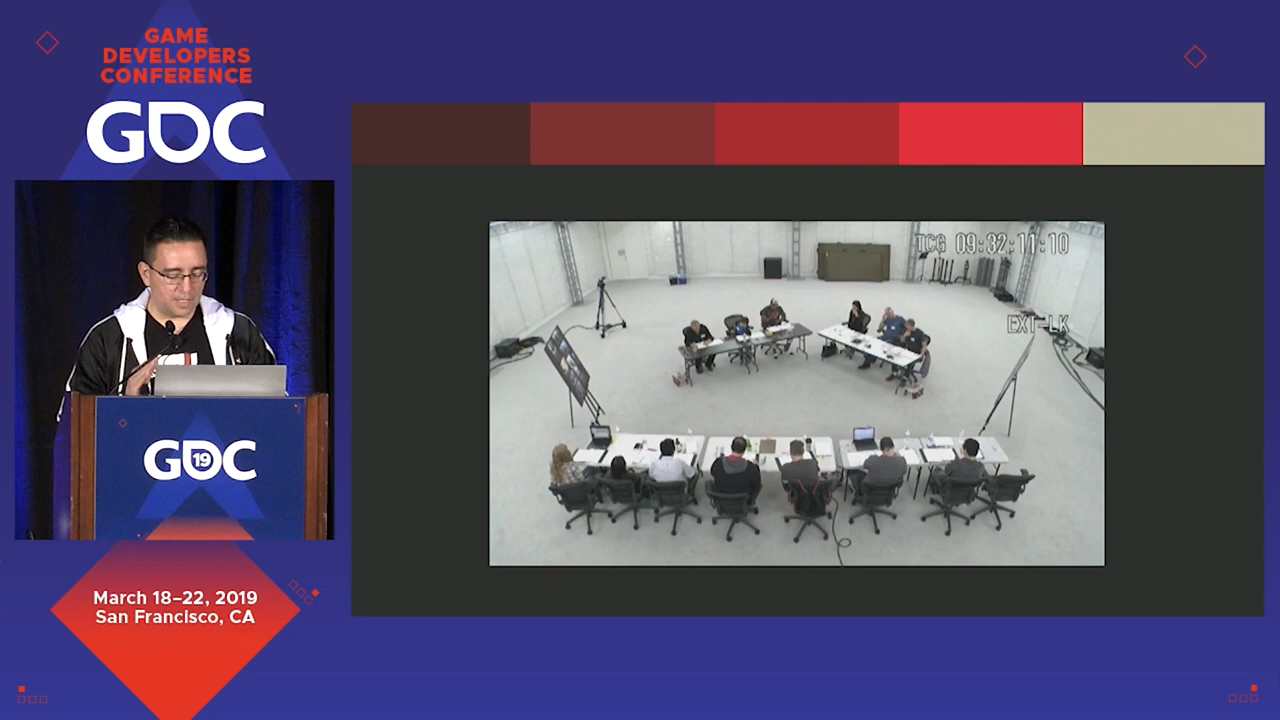 GAME
DEVELOPERS
CONFERENCE
GDC
TCG 09:32:11:10
EXT-LK
GDC
19
March 18–22, 2019
San Francisco, CA